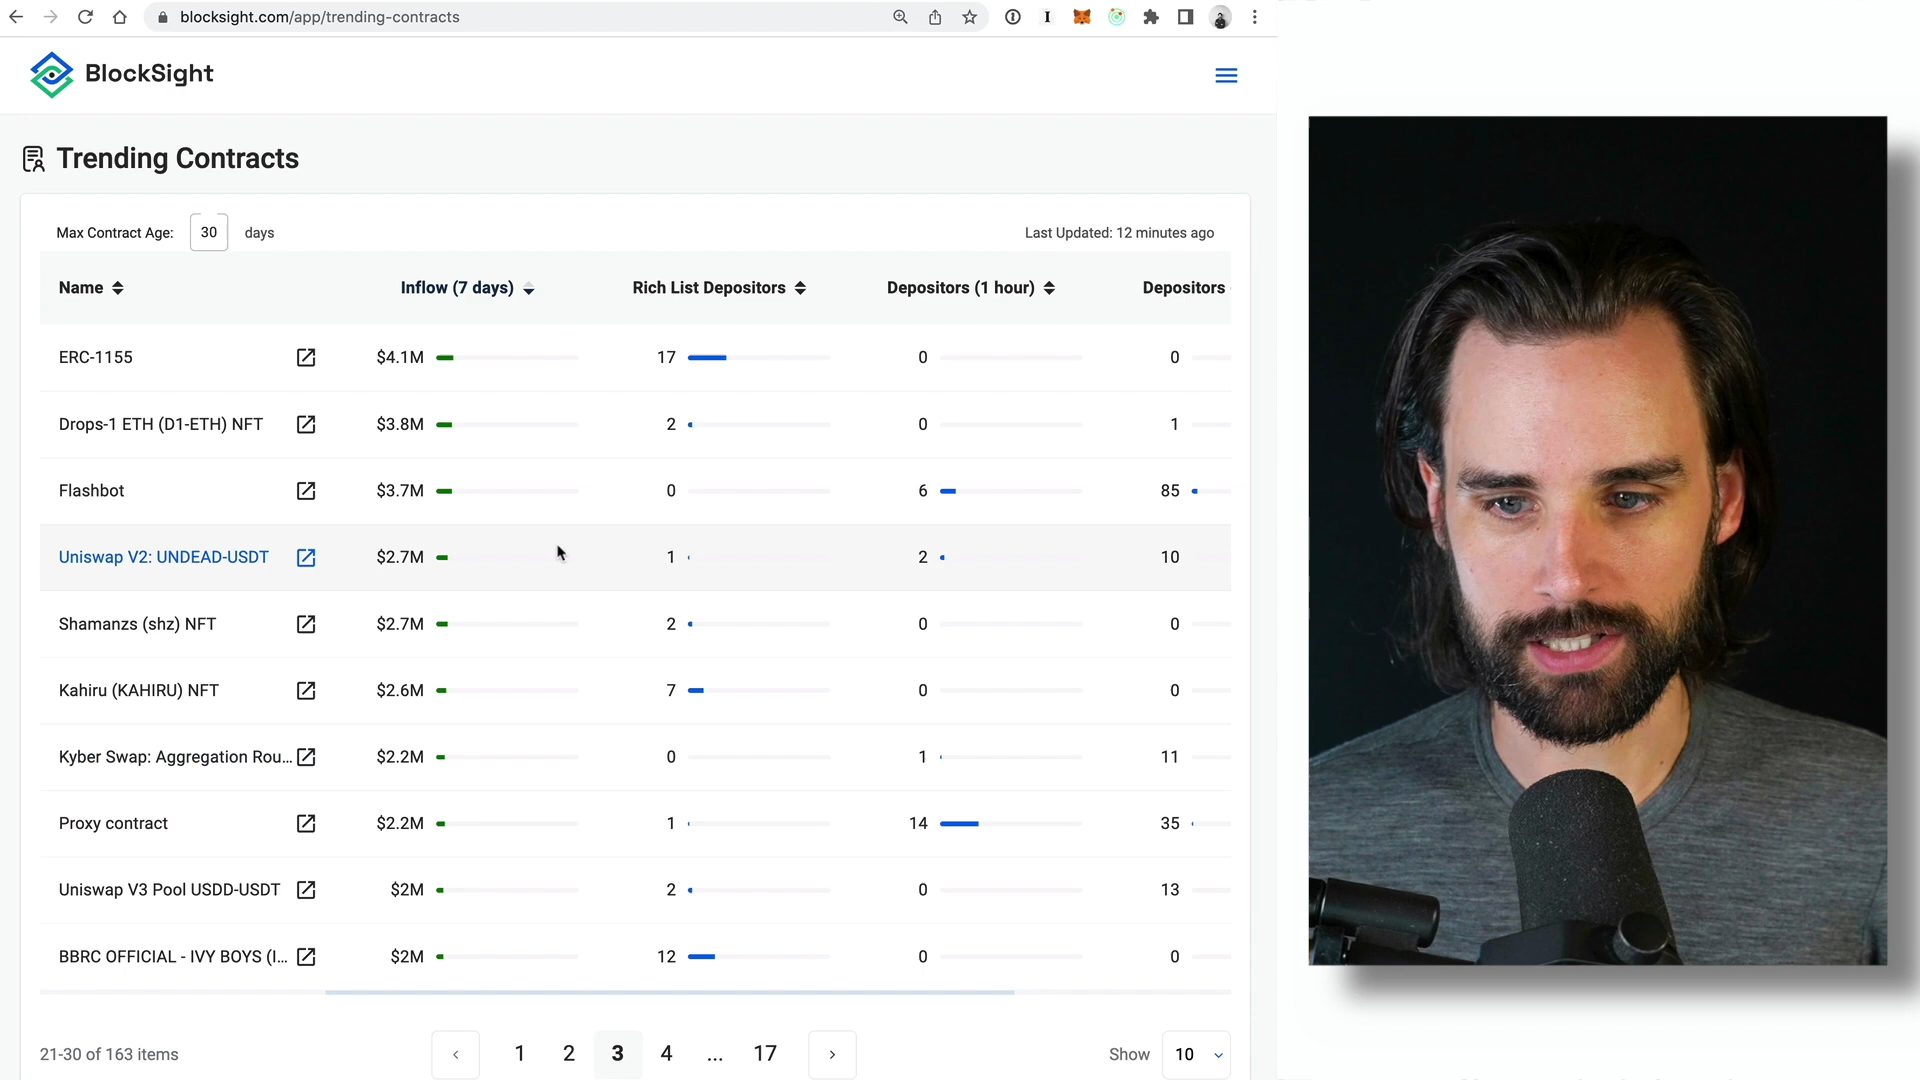 blocksight.com/app/trending-contracts
BlockSight
Trending Contracts
Max Contract Age: 30 days
Last Updated: 12 minutes ago
Name Inflow (7 days) Rich List Depositors Depositors (1 hour) Depositors
ERC-1155 $4.1M 17 0 0
Drops-1 ETH (D1-ETH) NFT $3.8M 2 0 1
Flashbot $3.7M 0 6 85
Uniswap V2: UNDEAD-USDT $2.7M 1 2 10
Shamanzs (shz) NFT $2.7M 2 0 0
Kahiru (KAHIRU) NFT $2.6M 7 0 0
Kyber Swap: Aggregation Rou... $2.2M 0 1 11
Proxy contract $2.2M 1 14 35
Uniswap V3 Pool USDD-USDT $2M 2 0 13
BBRC OFFICIAL - IVY BOYS (I... $2M 12 0 0
21-30 of 163 items ‹ 1 2 3 4 ... 17 › Show 10